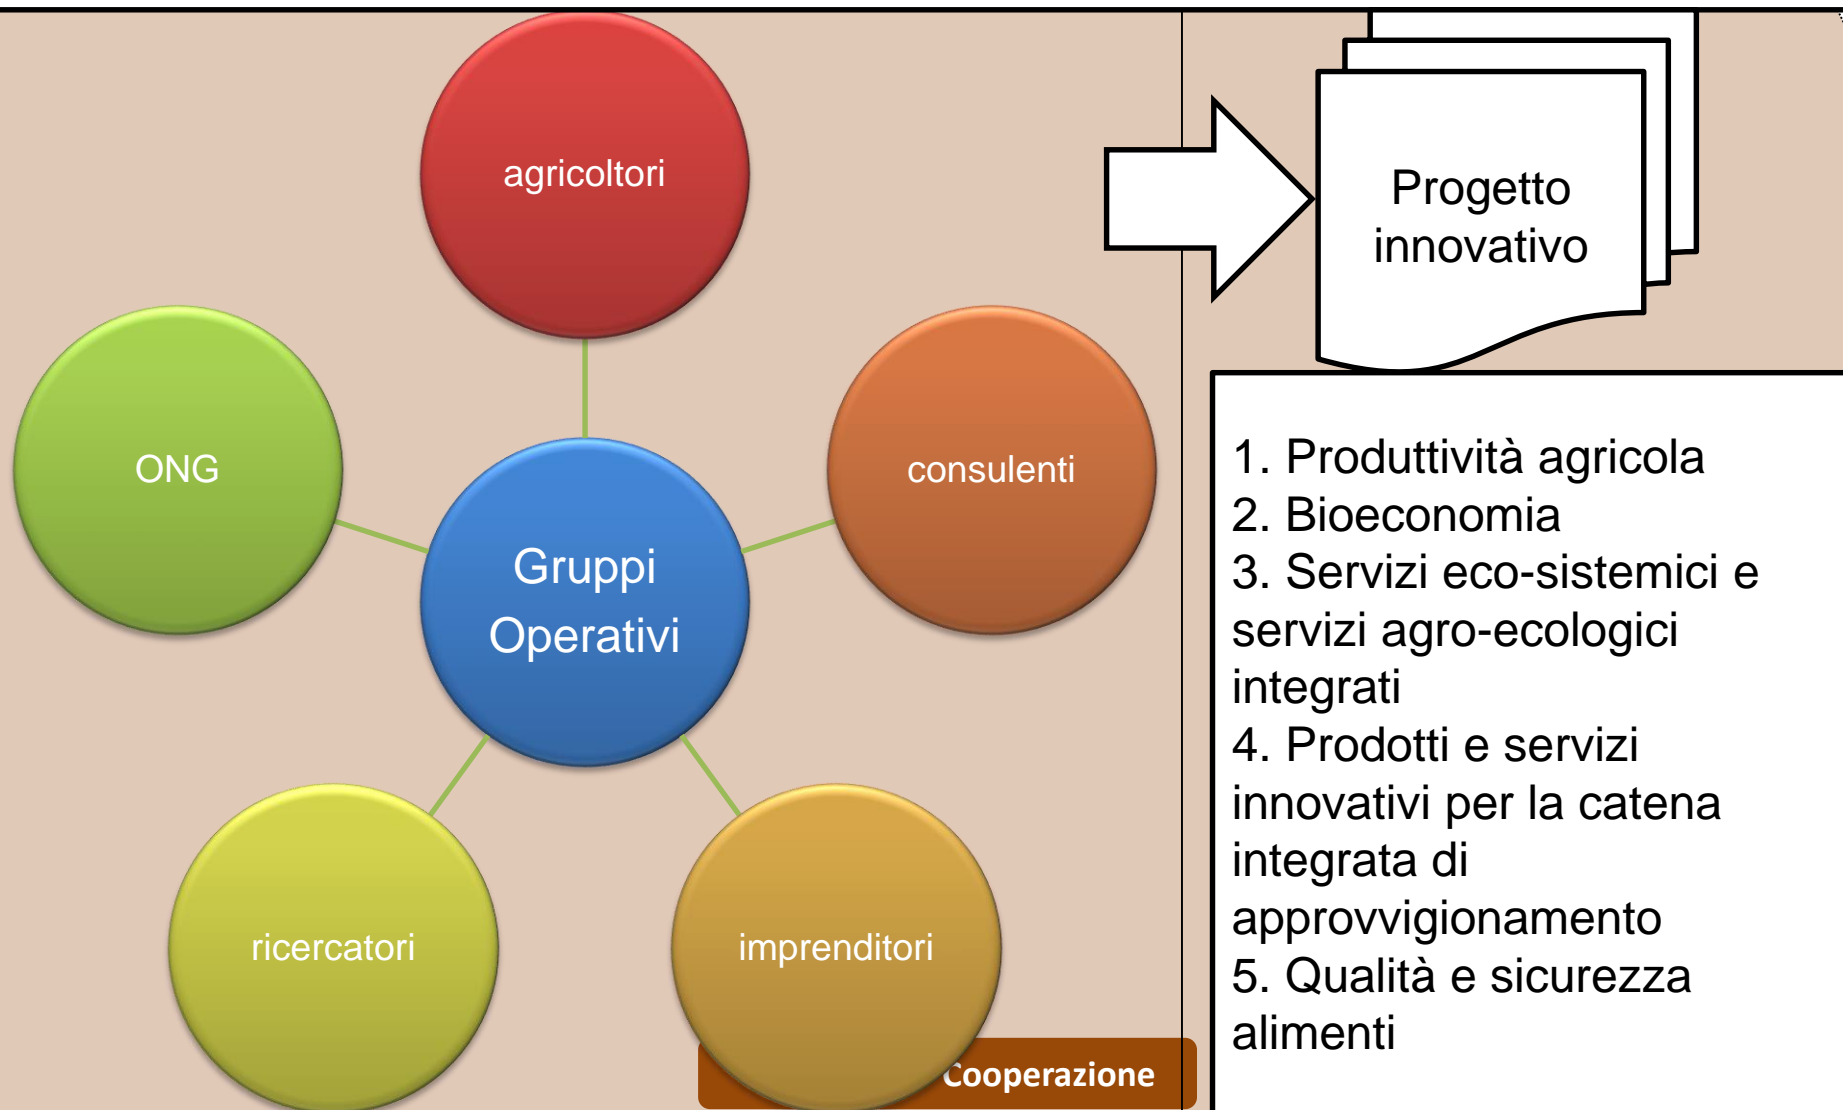 agricoltori
ONG
consulenti
Gruppi
Operativi
ricercatori
imprenditori
Cooperazione
Progetto
innovativo
1. Produttività agricola
2. Bioeconomia
3. Servizi eco-sistemici e
servizi agro-ecologici
integrati
4. Prodotti e servizi
innovativi per la catena
integrata di
approvvigionamento
5. Qualità e sicurezza
alimenti